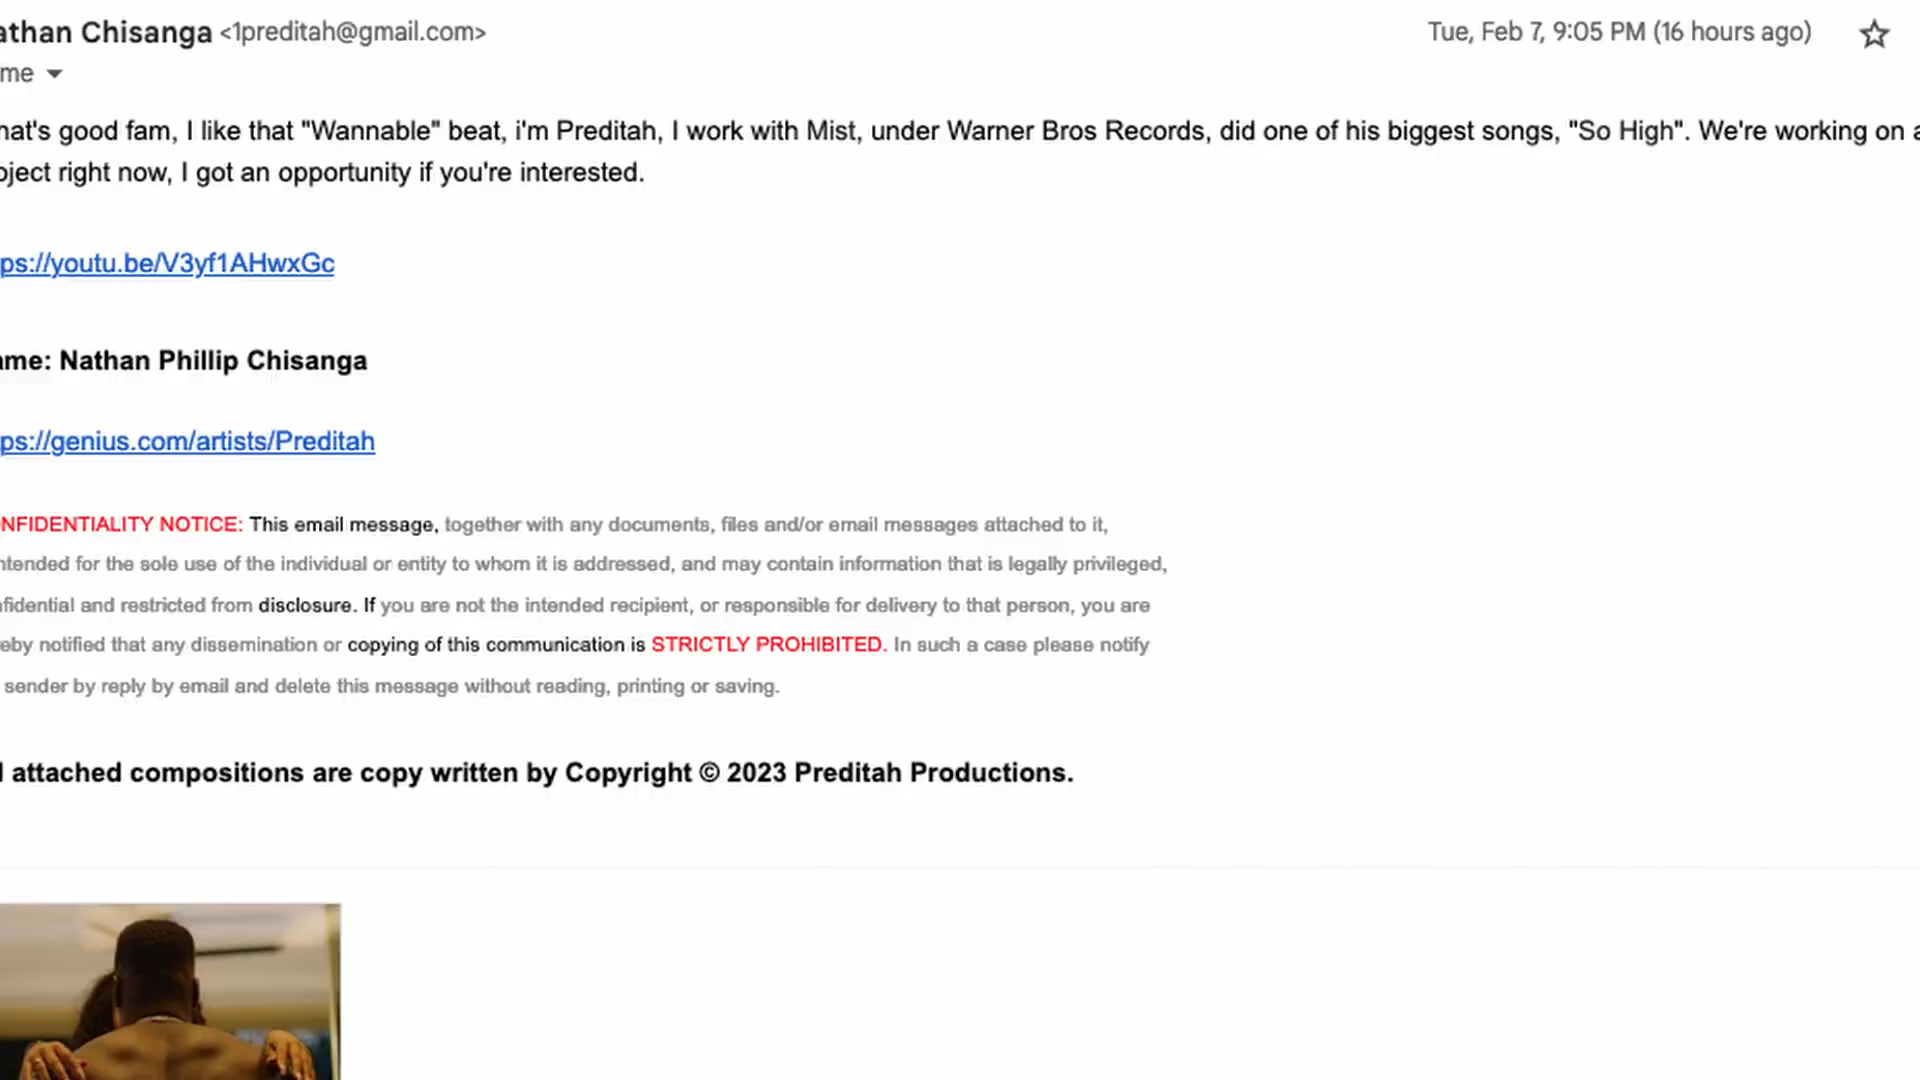 athan Chisanga <1preditah@gmail.com> Tue, Feb 7, 9:05 PM (16 hours ago)
me
hat's good fam, I like that "Wannable" beat, i'm Preditah, I work with Mist, under Warner Bros Records, did one of his biggest songs, "So High". We're working on a
oject right now, I got an opportunity if you're interested.
ps://youtu.be/V3yf1AHwxGc
ame: Nathan Phillip Chisanga
ps://genius.com/artists/Preditah
ONFIDENTIALITY NOTICE: This email message, together with any documents, files and/or email messages attached to it,
ntended for the sole use of the individual or entity to whom it is addressed, and may contain information that is legally privileged,
nfidential and restricted from disclosure. If you are not the intended recipient, or responsible for delivery to that person, you are
eby notified that any dissemination or copying of this communication is STRICTLY PROHIBITED. In such a case please notify
sender by reply by email and delete this message without reading, printing or saving.
l attached compositions are copy written by Copyright © 2023 Preditah Productions.